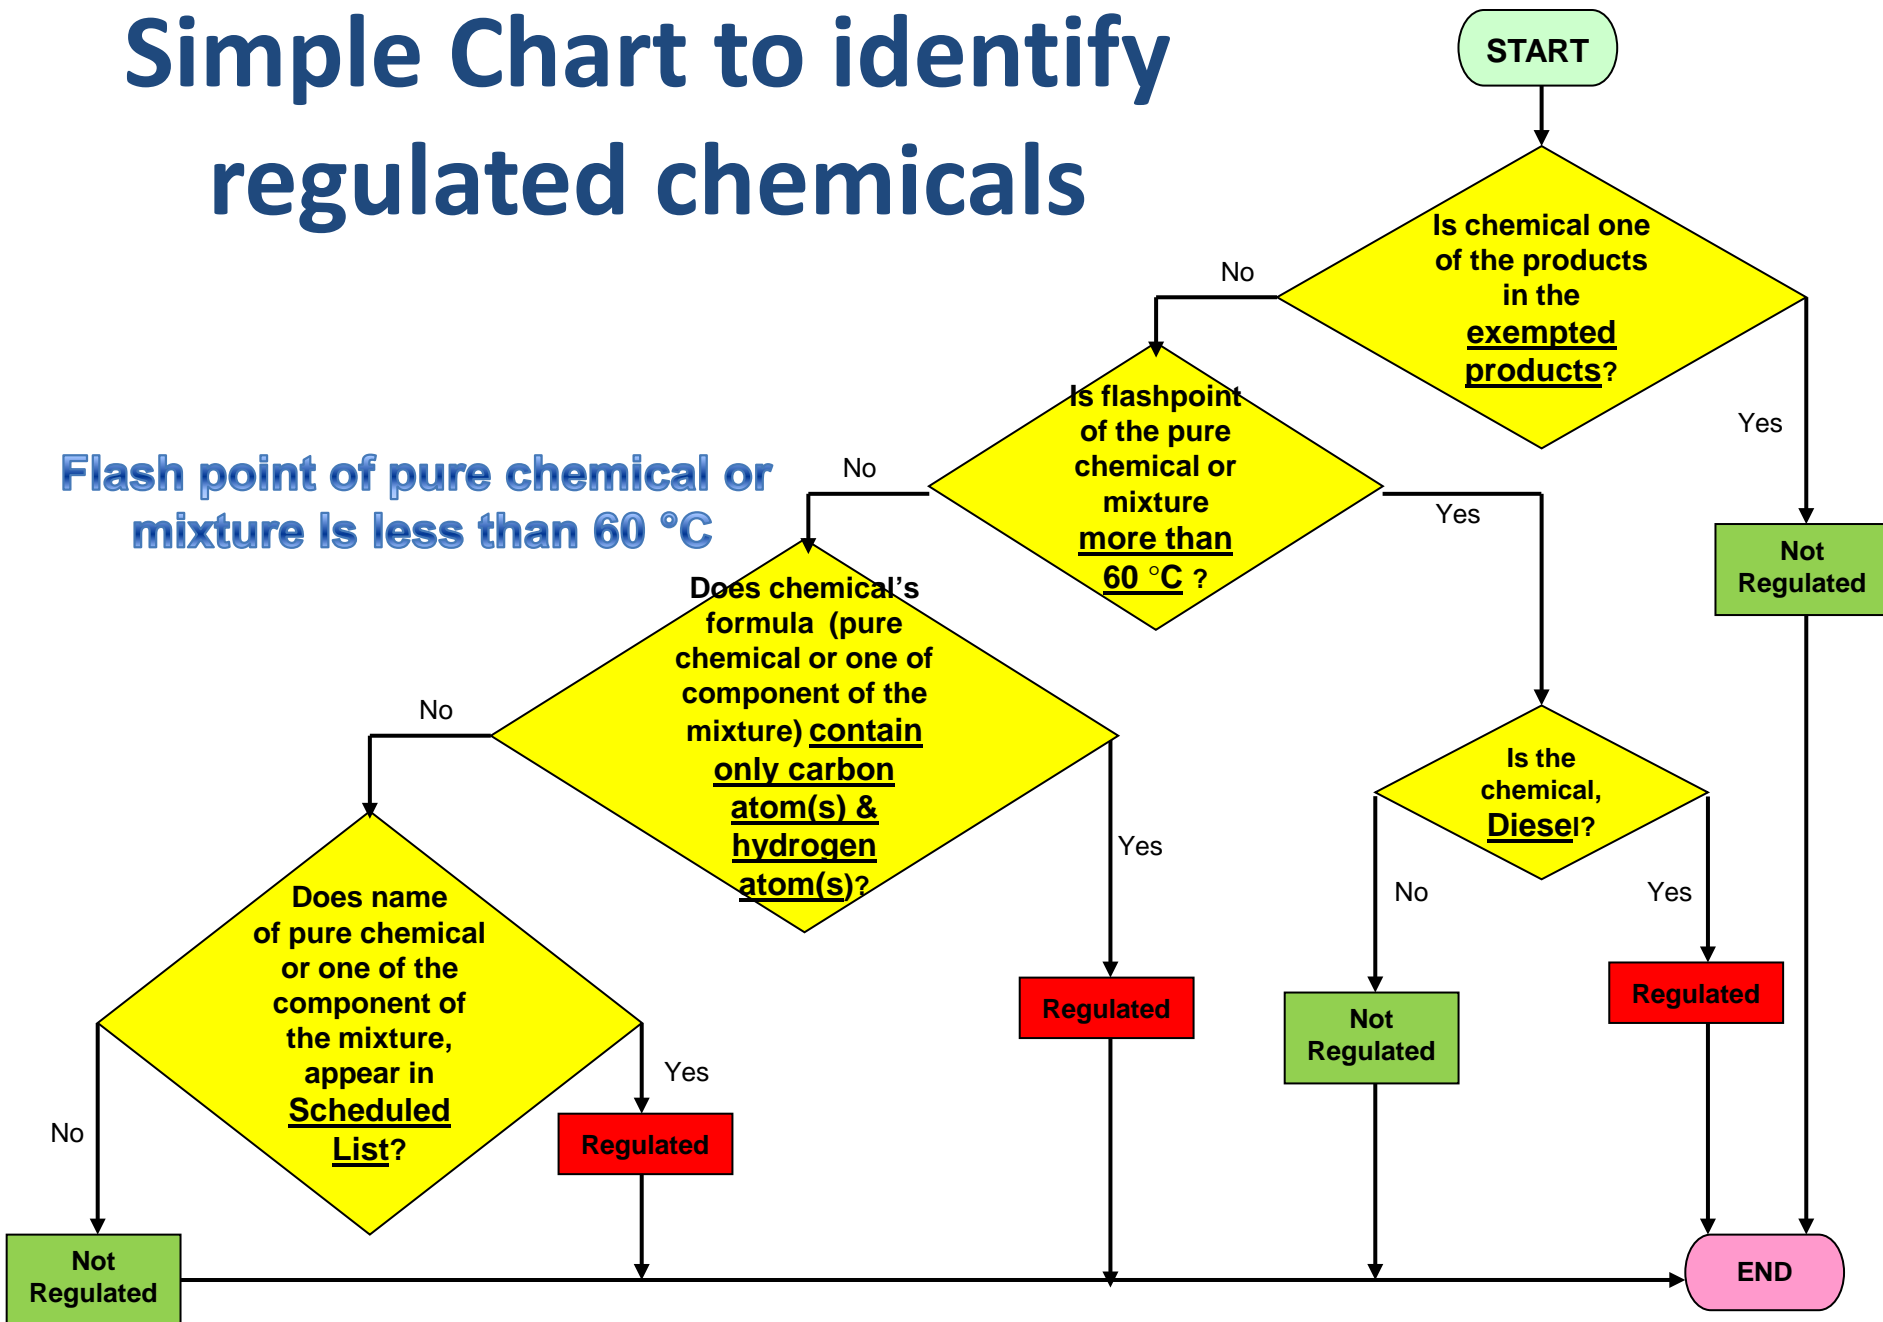 Simple Chart to identify
regulated chemicals
START
Is chemical one
of the products
in the
exempted
products?
No
Yes
Is flashpoint
of the pure
chemical or
mixture
more than
60 °C ?
No
Yes
Flash point of pure chemical or
mixture Is less than 60 °C
Not
Regulated
Does chemical's
formula (pure
chemical or one of
component of the
mixture) contain
only carbon
atom(s) &
hydrogen
atom(s)?
No
Yes
Is the
chemical,
Diesel?
No
Yes
Does name
of pure chemical
or one of the
component of
the mixture,
appear in
Scheduled
List?
No
Yes
Regulated
Regulated
Not
Regulated
Regulated
Not
Regulated
END